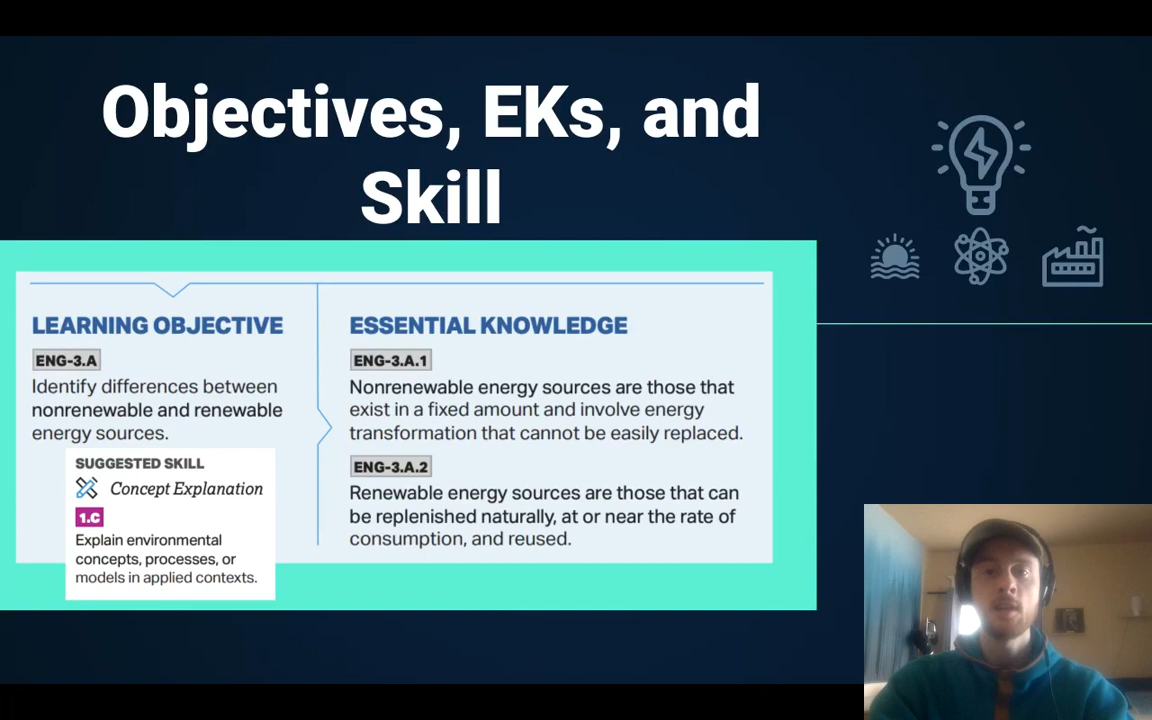 Objectives, EKs, and
Skill
LEARNING OBJECTIVE
ENG-3.A
Identify differences between
nonrenewable and renewable
energy sources.
SUGGESTED SKILL
Concept Explanation
1.C
Explain environmental
concepts, processes, or
models in applied contexts.
ESSENTIAL KNOWLEDGE
ENG-3.A.1
Nonrenewable energy sources are those that
exist in a fixed amount and involve energy
transformation that cannot be easily replaced.
ENG-3.A.2
Renewable energy sources are those that can
be replenished naturally, at or near the rate of
consumption, and reused.